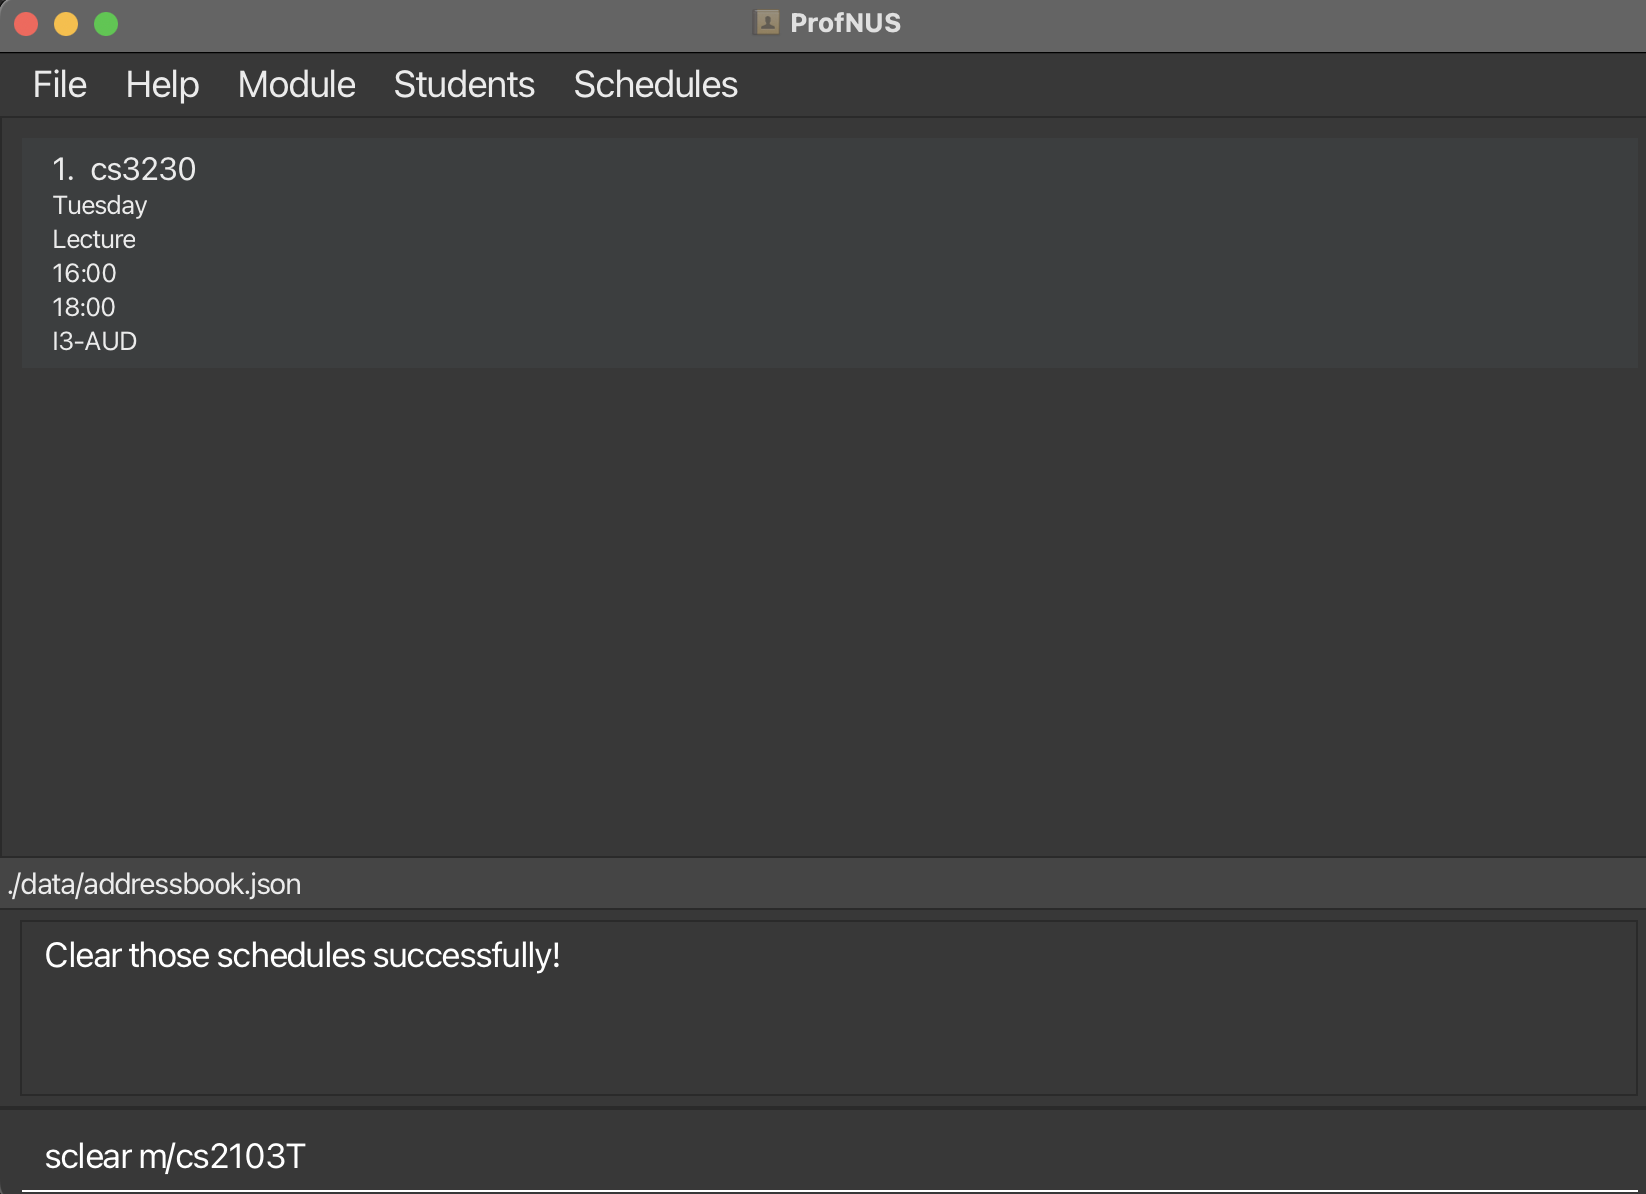 ProfNUS
File Help Module Students Schedules
1. cs3230
Tuesday
Lecture
16:00
18:00
I3-AUD
./data/addressbook.json
Clear those schedules successfully!
sclear m/cs2103T